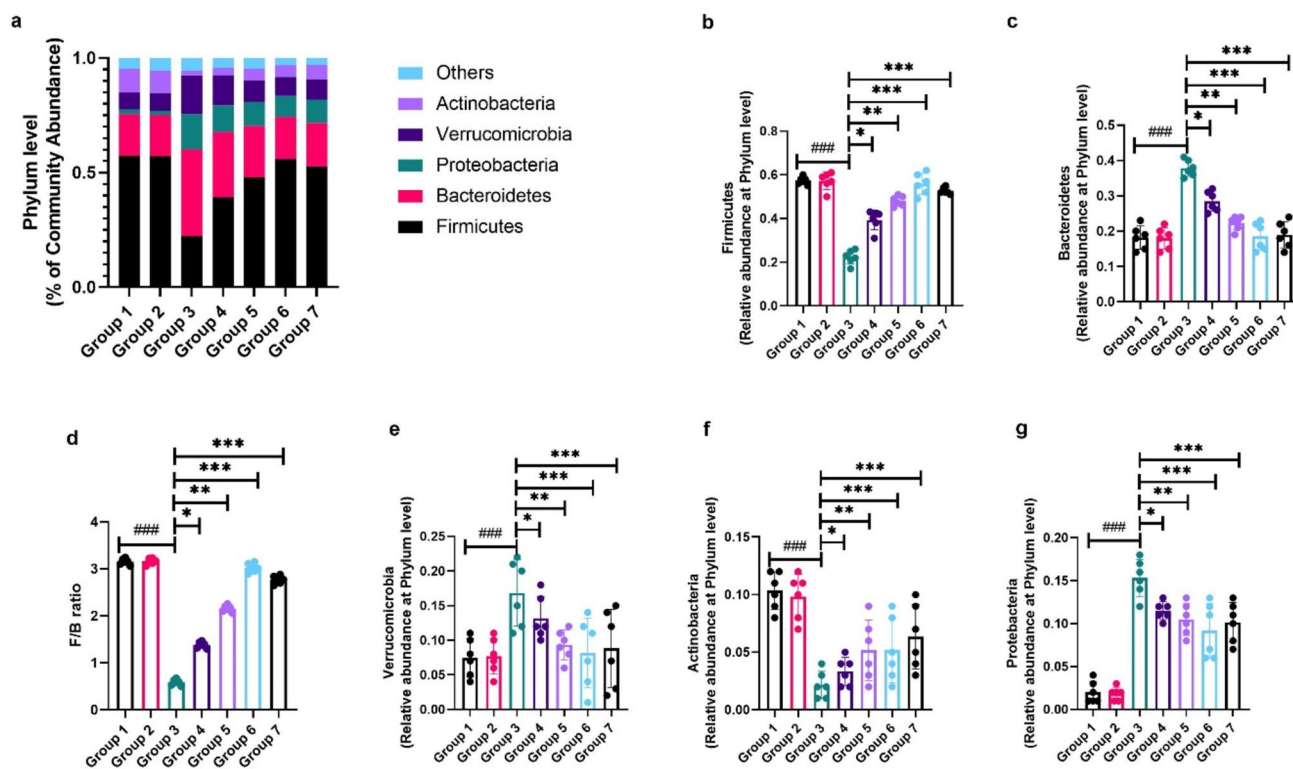 a
Phylum level
(% of Community Abundance)
1.0
0.5
0.0
Group 1
Group 2
Group 3
Group 4
Group 5
Group 6
Group 7
Others
Actinobacteria
Verrucomicrobia
Proteobacteria
Bacteroidetes
Firmicutes
b
***
***
**
*
###
Firmicutes
(Relative abundance at Phylum level)
0.8
0.6
0.4
0.2
0.0
Group 1
Group 2
Group 3
Group 4
Group 5
Group 6
Group 7
c
***
***
**
*
###
Bacteroidetes
(Relative abundance at Phylum level)
0.5
0.4
0.3
0.2
0.1
0.0
Group 1
Group 2
Group 3
Group 4
Group 5
Group 6
Group 7
d
***
***
**
*
###
F/B ratio
4
3
2
1
0
Group 1
Group 2
Group 3
Group 4
Group 5
Group 6
Group 7
e
***
***
**
*
###
Verrucomicrobia
(Relative abundance at Phylum level)
0.25
0.20
0.15
0.10
0.05
0.00
Group 1
Group 2
Group 3
Group 4
Group 5
Group 6
Group 7
f
***
***
**
*
###
Actinobacteria
(Relative abundance at Phylum level)
0.15
0.10
0.05
0.00
Group 1
Group 2
Group 3
Group 4
Group 5
Group 6
Group 7
g
***
***
**
*
###
Protebacteria
(Relative abundance at Phylum level)
0.20
0.15
0.10
0.05
0.00
Group 1
Group 2
Group 3
Group 4
Group 5
Group 6
Group 7